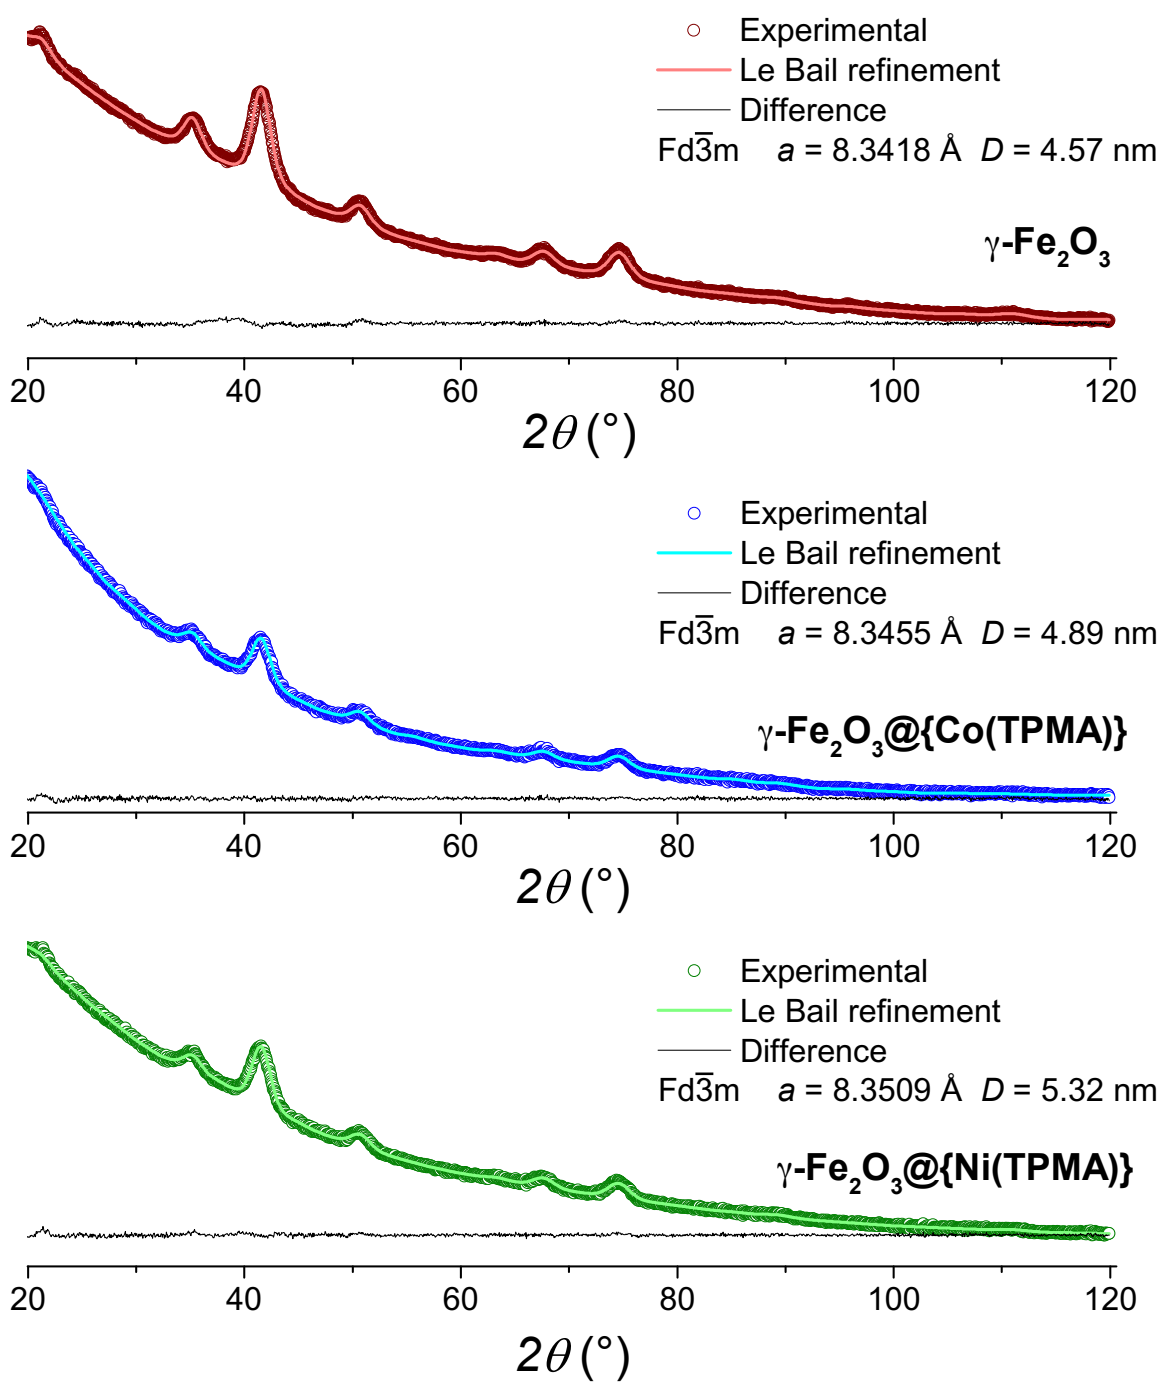 Experimental
Le Bail refinement
Difference
Fd3̅m a = 8.3418 Å D = 4.57 nm
γ-Fe₂O₃
20 40 60 80 100 120
2θ (°)
Experimental
Le Bail refinement
Difference
Fd3̅m a = 8.3455 Å D = 4.89 nm
γ-Fe₂O₃@{Co(TPMA)}
20 40 60 80 100 120
2θ (°)
Experimental
Le Bail refinement
Difference
Fd3̅m a = 8.3509 Å D = 5.32 nm
γ-Fe₂O₃@{Ni(TPMA)}
20 40 60 80 100 120
2θ (°)